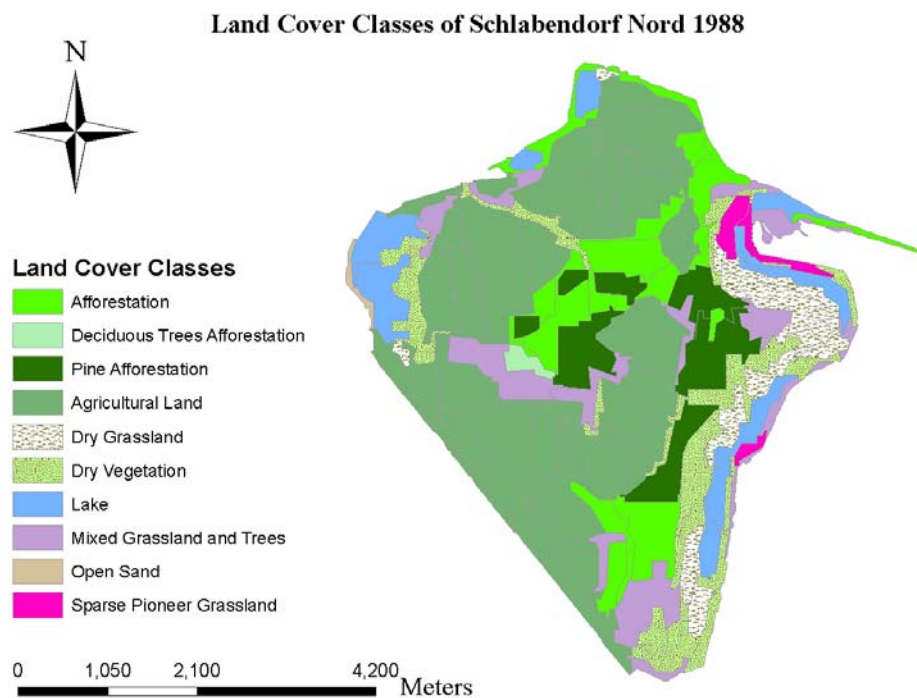 Land Cover Classes of Schlabendorf Nord 1988
N
Land Cover Classes
Afforestation
Deciduous Trees Afforestation
Pine Afforestation
Agricultural Land
Dry Grassland
Dry Vegetation
Lake
Mixed Grassland and Trees
Open Sand
Sparse Pioneer Grassland
0 1,050 2,100 4,200
Meters